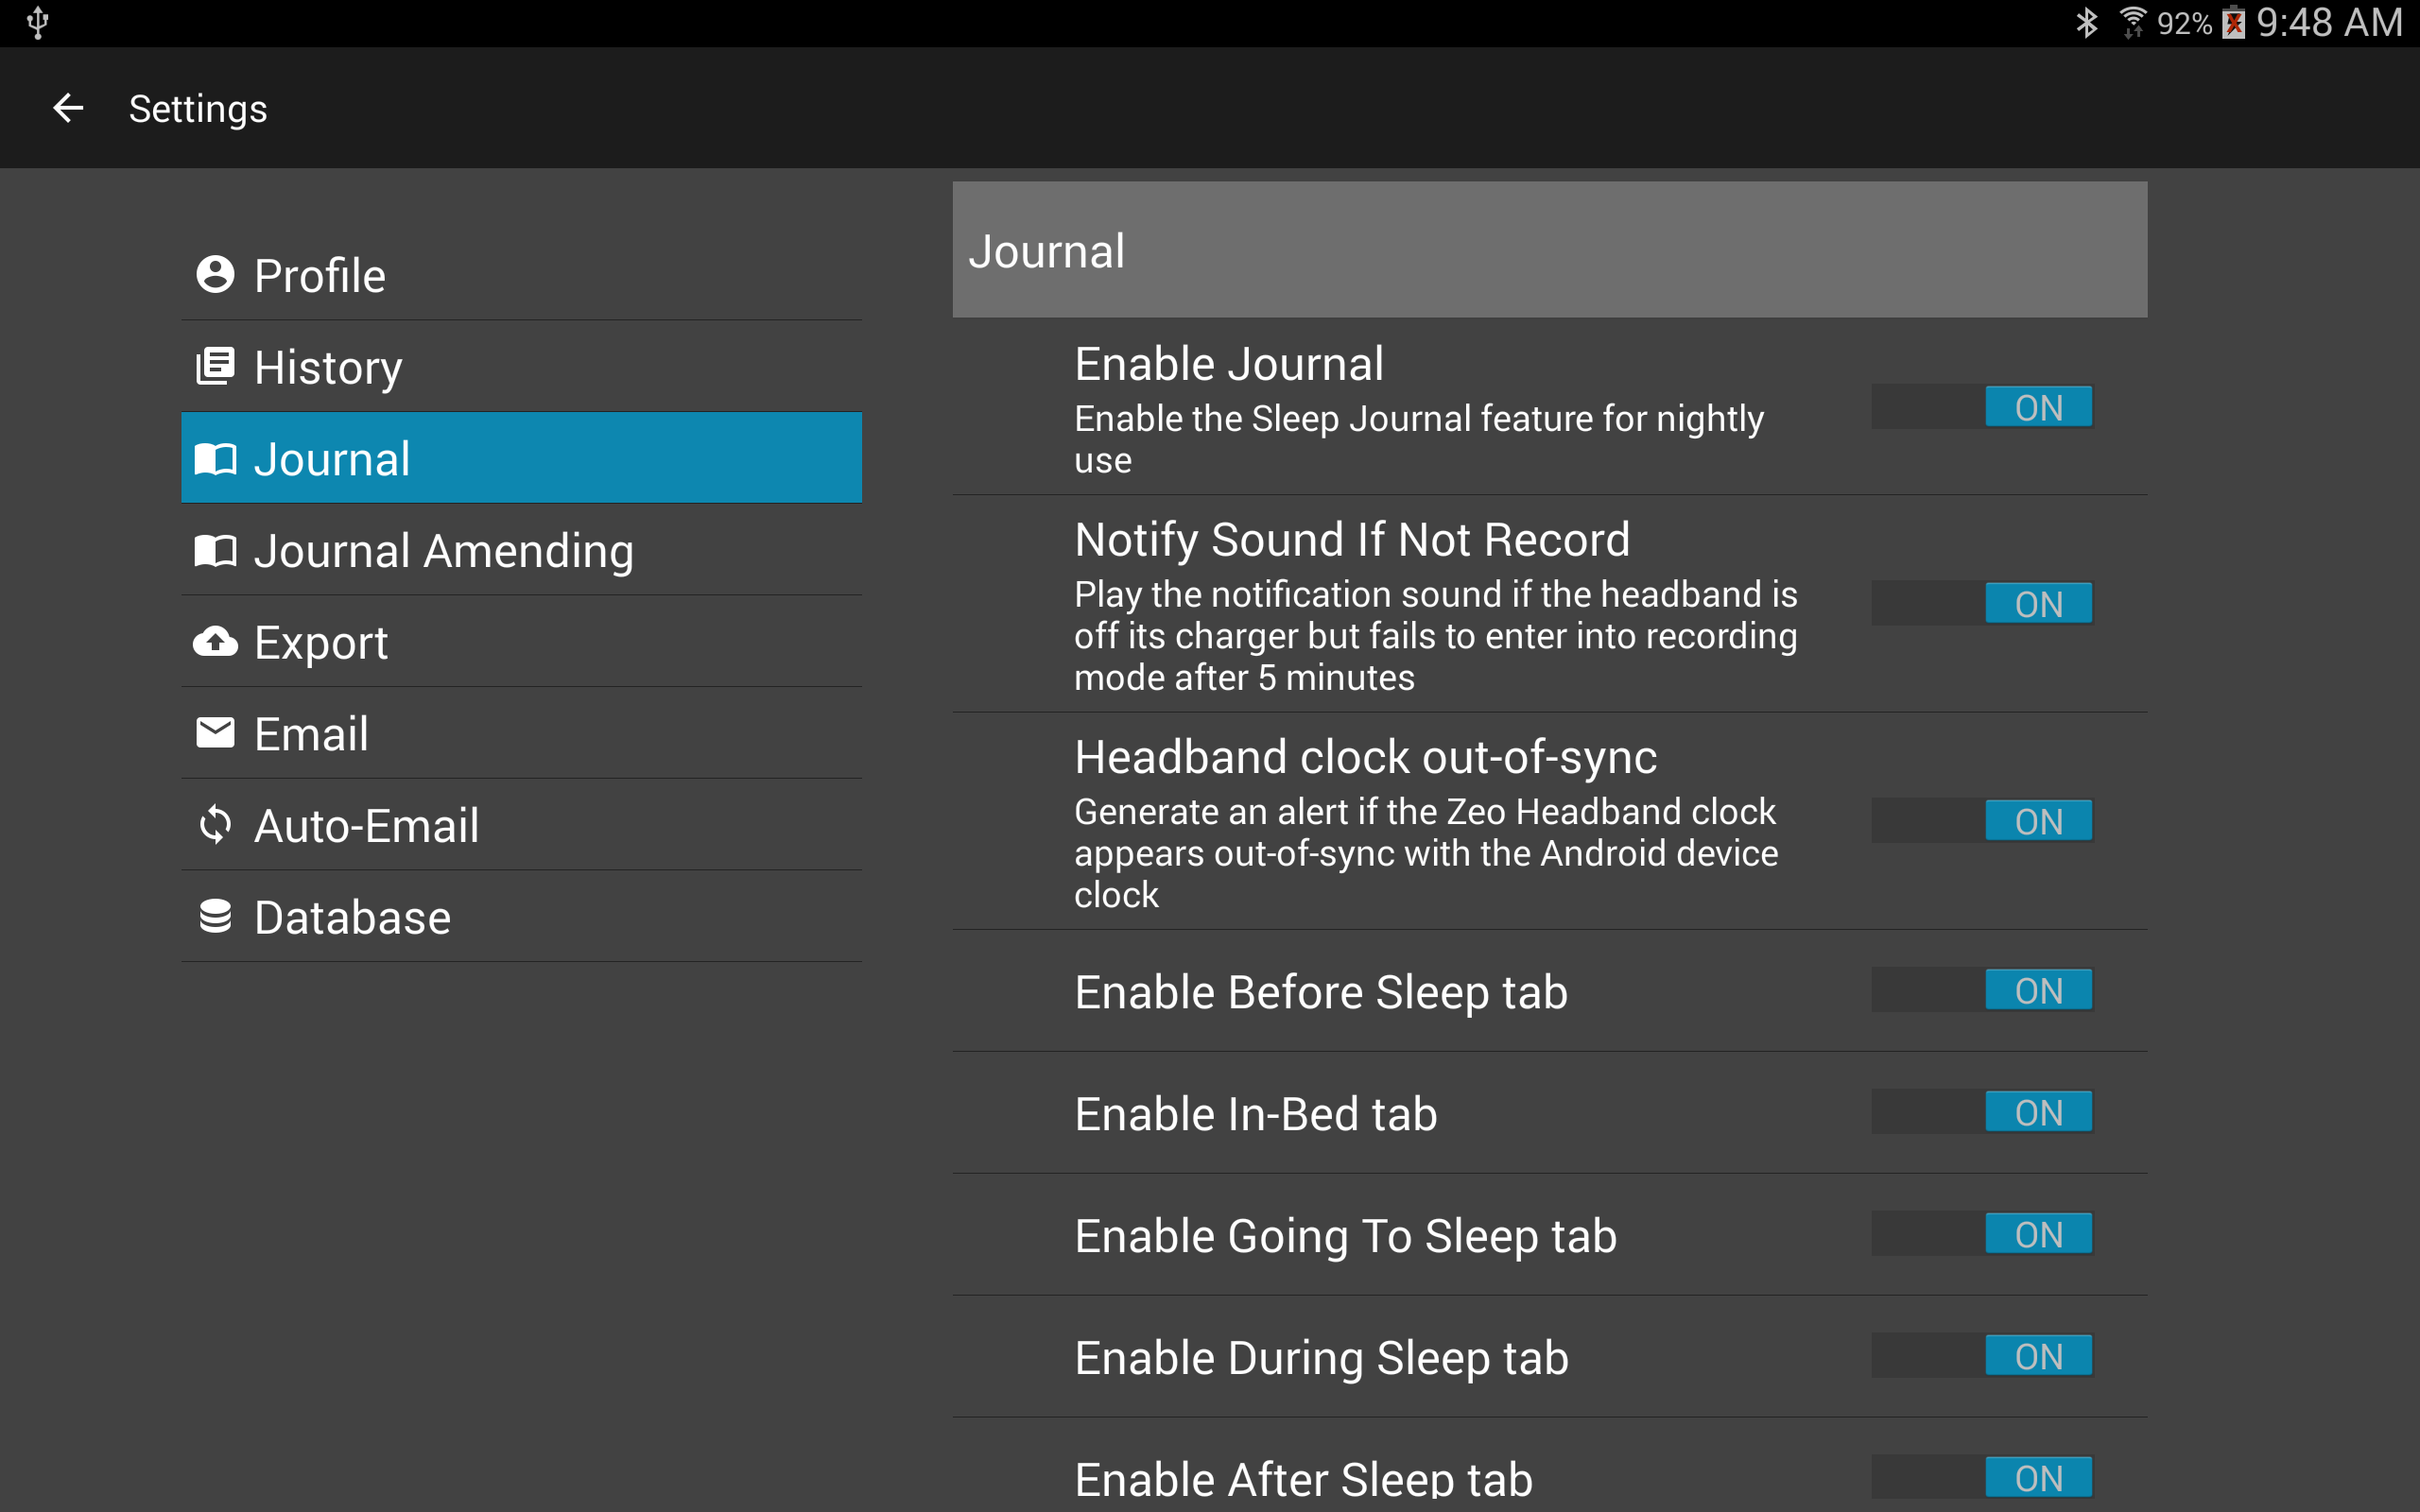 92% 9:48 AM
Settings
Profile
History
Journal
Journal Amending
Export
Email
Auto-Email
Database
Journal
Enable Journal
Enable the Sleep Journal feature for nightly
use
ON
Notify Sound If Not Record
Play the notification sound if the headband is
off its charger but fails to enter into recording
mode after 5 minutes
ON
Headband clock out-of-sync
Generate an alert if the Zeo Headband clock
appears out-of-sync with the Android device
clock
ON
Enable Before Sleep tab
ON
Enable In-Bed tab
ON
Enable Going To Sleep tab
ON
Enable During Sleep tab
ON
Enable After Sleep tab
ON